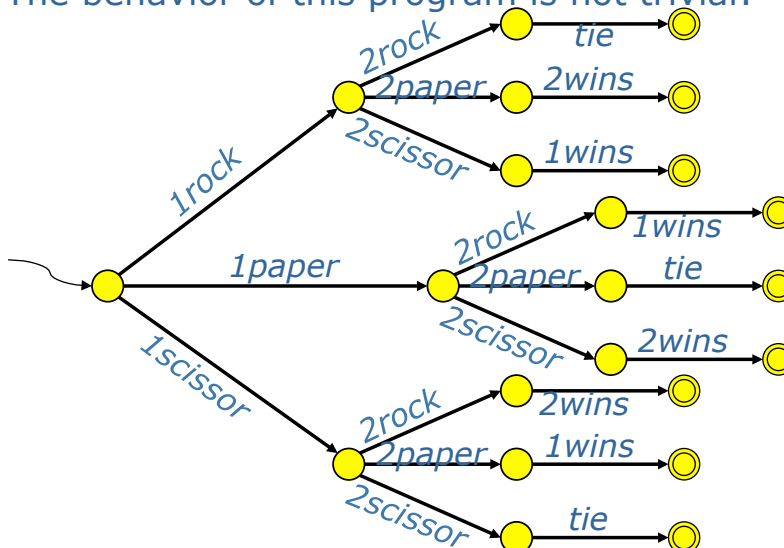 The behavior of this program is not trivial.
2rock
tie
2paper
2wins
2scissor
1wins
1rock
2rock
1wins
1paper
2paper
tie
2scissor
2wins
1scissor
2rock
2wins
2paper
1wins
2scissor
tie